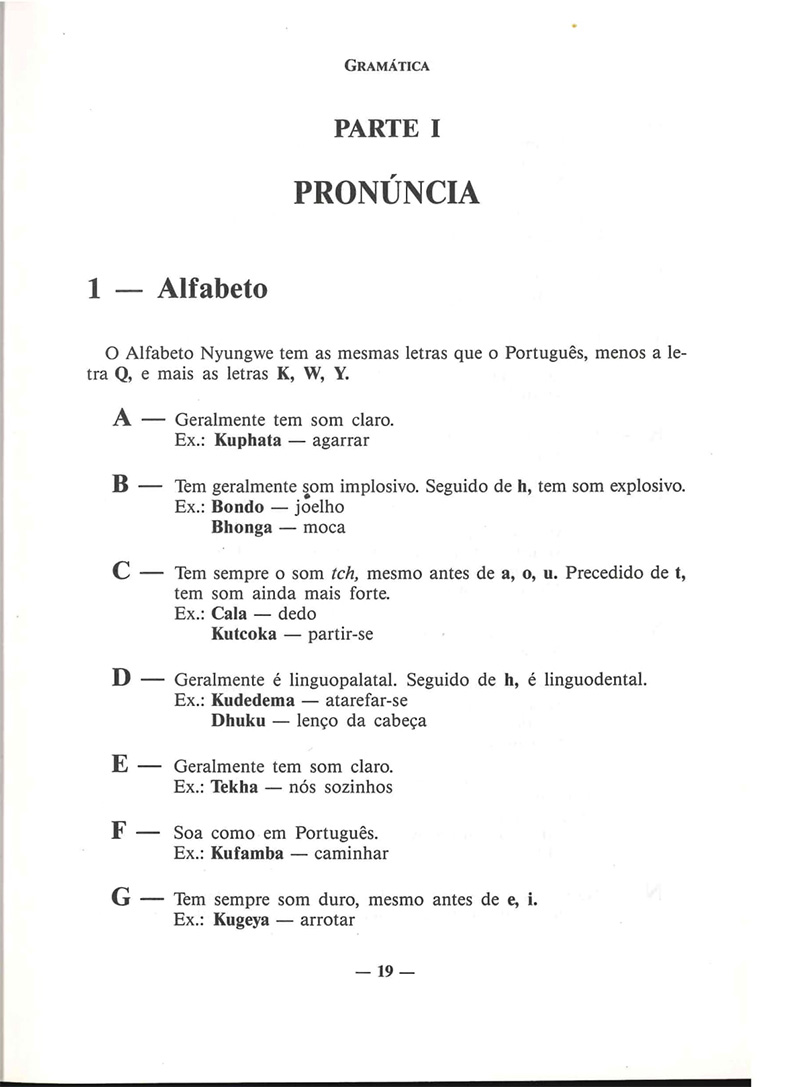 GRAMÁTICA
PARTE I
PRONÚNCIA
1 — Alfabeto
O Alfabeto Nyungwe tem as mesmas letras que o Português, menos a le-
tra Q, e mais as letras K, W, Y.
A — Geralmente tem som claro.
Ex.: Kuphata — agarrar
B — Tem geralmente som implosivo. Seguido de h, tem som explosivo.
Ex.: Bondo — joelho
Bhonga — moca
C — Tem sempre o som tch, mesmo antes de a, o, u. Precedido de t,
tem som ainda mais forte.
Ex.: Cala — dedo
Kutcoka — partir-se
D — Geralmente é linguopalatal. Seguido de h, é linguodental.
Ex.: Kudedema — atarefar-se
Dhuku — lenço da cabeça
E — Geralmente tem som claro.
Ex.: Tekha — nós sozinhos
F — Soa como em Português.
Ex.: Kufamba — caminhar
G — Tem sempre som duro, mesmo antes de e, i.
Ex.: Kugeya — arrotar
— 19 —